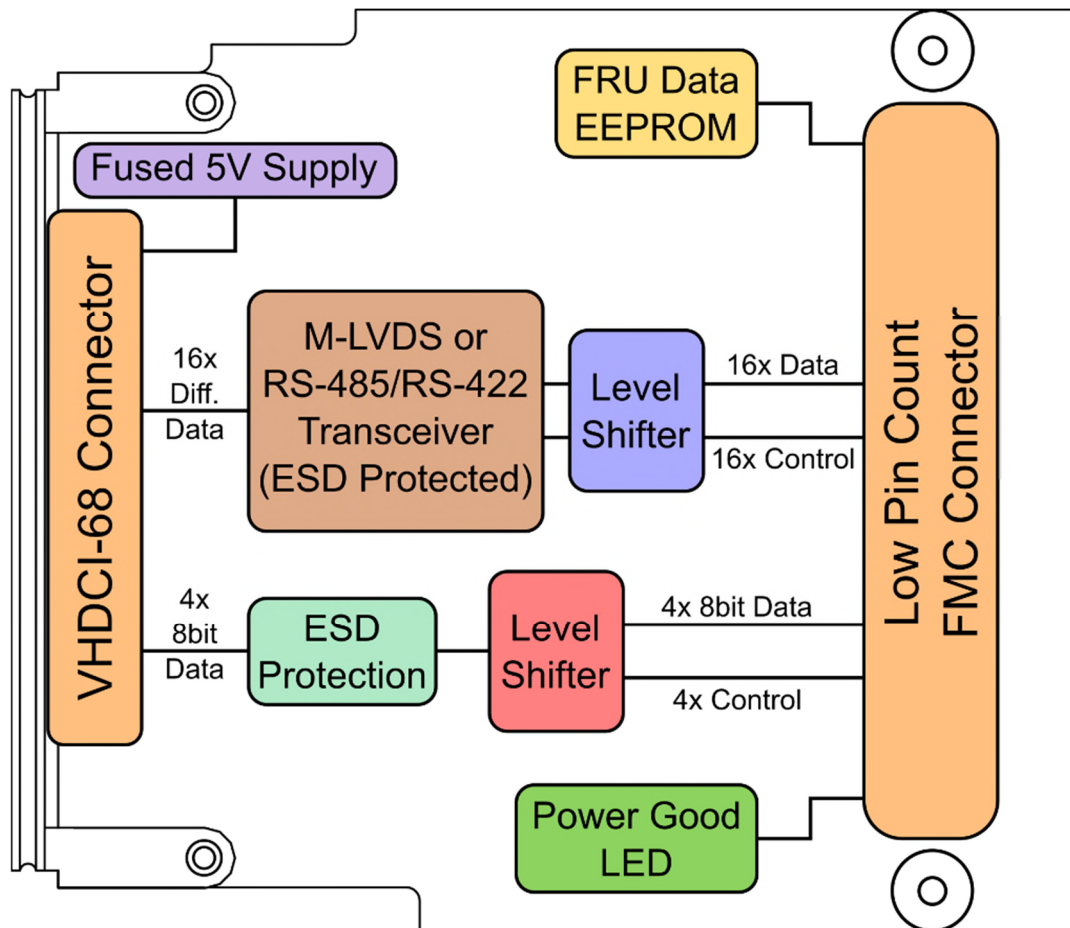 FRU Data
EEPROM
Fused 5V Supply
VHDCI-68 Connector
16x
Diff.
Data
M-LVDS or
RS-485/RS-422
Transceiver
(ESD Protected)
Level
Shifter
16x Data
16x Control
Low Pin Count
FMC Connector
4x
8bit
Data
ESD
Protection
Level
Shifter
4x 8bit Data
4x Control
Power Good
LED